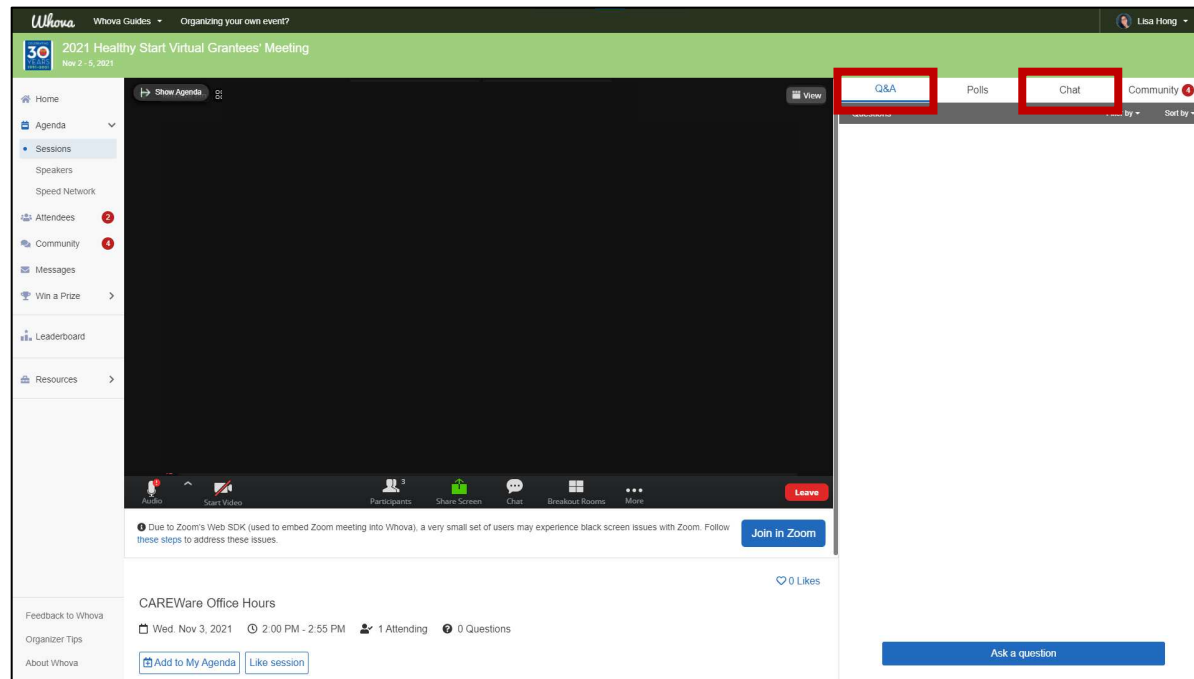 Whova Whova Guides Organizing your own event? Lisa Hong
30 YEARS
2021 Healthy Start Virtual Grantees' Meeting
Nov 2 - 5, 2021
Home
Agenda
Sessions
Speakers
Speed Network
Attendees 2
Community 4
Messages
Win a Prize
Leaderboard
Resources
Feedback to Whova
Organizer Tips
About Whova
Show Agenda
View
Audio Start Video Participants 3 Share Screen Chat Breakout Rooms More Leave
Due to Zoom's Web SDK (used to embed Zoom meeting into Whova), a very small set of users may experience black screen issues with Zoom. Follow
these steps to address these issues.
Join in Zoom
0 Likes
CAREWare Office Hours
Wed. Nov 3, 2021 2:00 PM - 2:55 PM 1 Attending 0 Questions
Add to My Agenda Like session
Q&A Polls Chat Community 4
Questions by Sort by
Ask a question